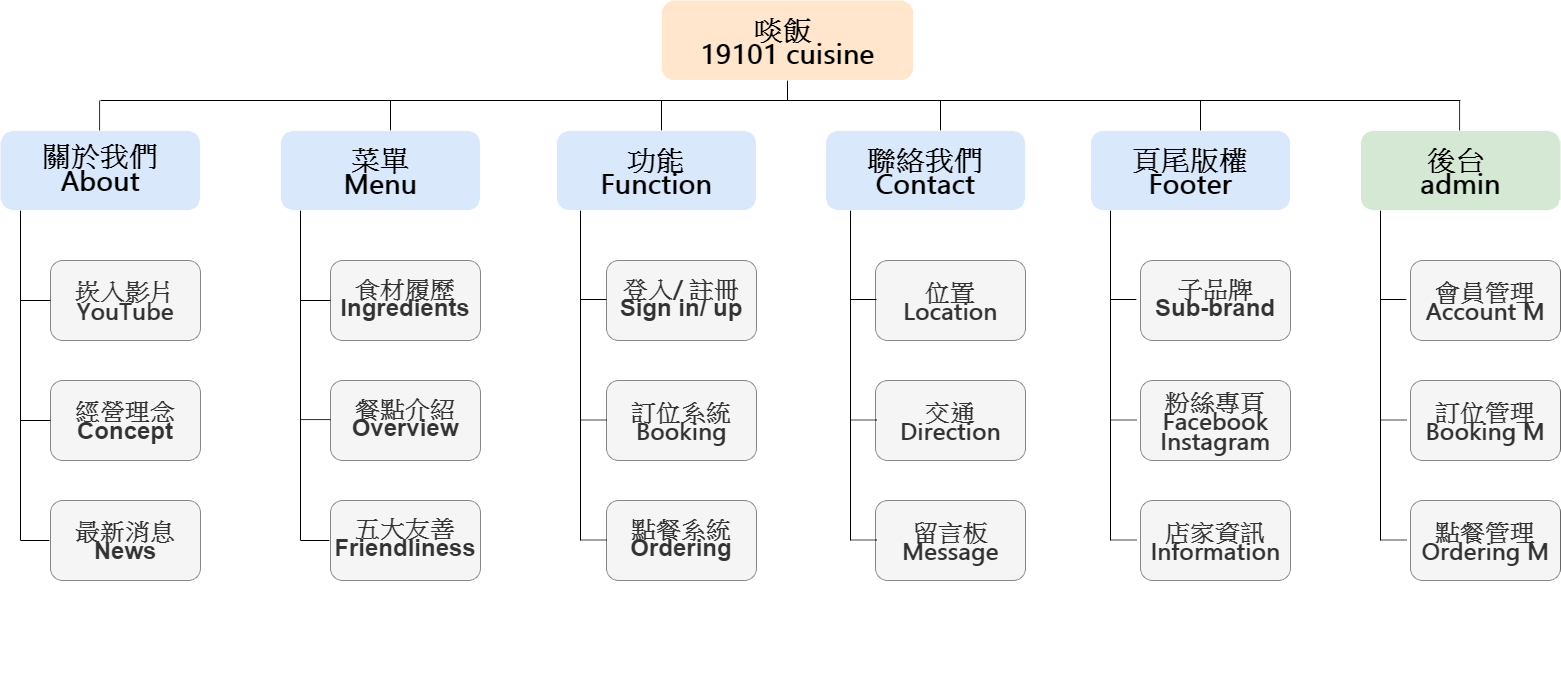 啖飯
19101 cuisine
關於我們
About
菜單
Menu
功能
Function
聯絡我們
Contact
頁尾版權
Footer
後台
admin
崁入影片
YouTube
食材履歷
Ingredients
登入/ 註冊
Sign in/ up
位置
Location
子品牌
Sub-brand
會員管理
Account M
經營理念
Concept
餐點介紹
Overview
訂位系統
Booking
交通
Direction
粉絲專頁
Facebook
Instagram
訂位管理
Booking M
最新消息
News
五大友善
Friendliness
點餐系統
Ordering
留言板
Message
店家資訊
Information
點餐管理
Ordering M